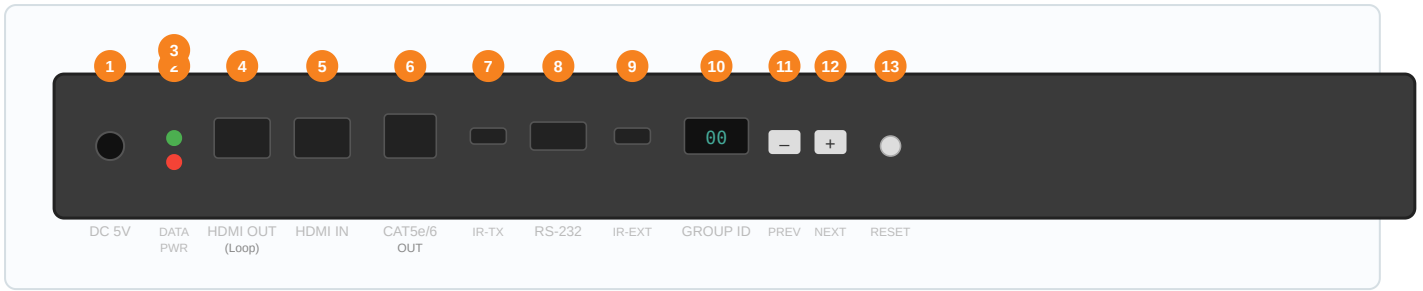 3
1 2 4 5 6 7 8 9 10 11 12 13
00 – +
DC 5V DATA HDMI OUT HDMI IN CAT5e/6 IR-TX RS-232 IR-EXT GROUP ID PREV NEXT RESET
PWR (Loop) OUT